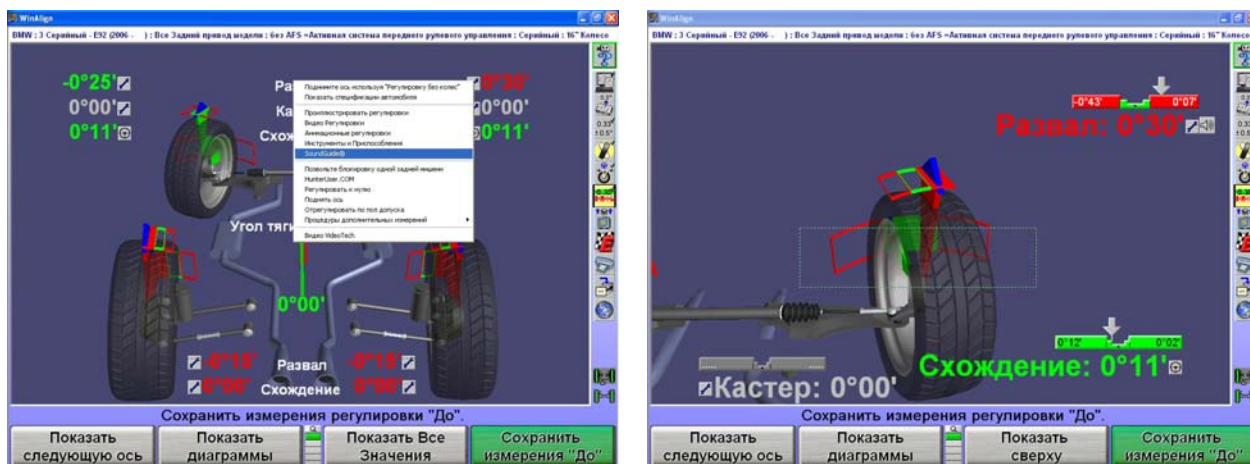 WinAlign
BMW : 3 Серийный - E92 (2006 - ) : Все Задний привод модели : без AFS =Активная система переднего рулевого управления : Серийный : 16" Колесо
-0°25'
0°00'
0°11'
Ра
Ка
Схож
0°30'
0°00'
0°11'
Поднимите ось используя "Регулировку без колес"
Показать спецификации автомобиля
Проиллюстрировать регулировки
Видео Регулировки
Анимационные регулировки
Инструменты и Приспособления
SoundGuide®
Позвольте блокировку одной задней мишени
HunterUser.COM
Регулировать к нулю
Поднять ось
Отрегулировать по пол допуска
Процедуры дополнительных измерений
Видео VideoTech
Угол тяги
0°00'
-0°15' Развал -0°15'
0°00' Схождение 0°00'
Сохранить измерения регулировки "До".
Показать следующую ось
Показать диаграммы
Показать Все Значения
Сохранить измерения "До"
WinAlign
BMW : 3 Серийный - E92 (2006 - ) : Все Задний привод модели : без AFS =Активная система переднего рулевого управления : Серийный : 16" Колесо
-0°43' 0°07'
Развал: 0°30'
0°12' 0°02'
Схождение: 0°11'
Кастер: 0°00'
Сохранить измерения регулировки "До".
Показать следующую ось
Показать диаграммы
Показать сверху
Сохранить измерения "До"